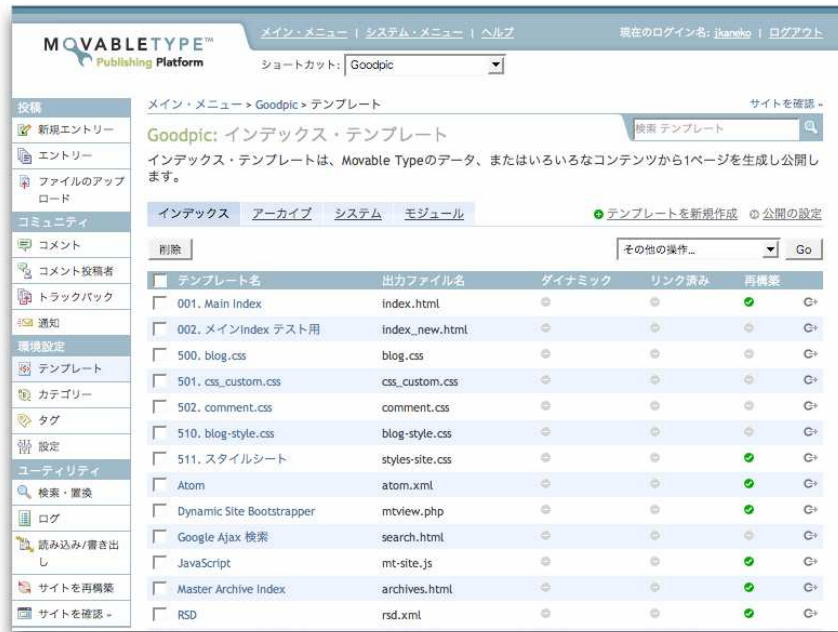 MOVABLETYPE™
Publishing Platform
メイン・メニュー | システム・メニュー | ヘルプ
現在のログイン名: jkaneko | ログアウト
ショートカット: Goodpic
投稿
新規エントリー
エントリー
ファイルのアップ
ロード
コミュニティ
コメント
コメント投稿者
トラックバック
通知
環境設定
テンプレート
カテゴリー
タグ
設定
ユーティリティ
検索・置換
ログ
読み込み/書き出
し
サイトを再構築
サイトを確認 »
メイン・メニュー > Goodpic > テンプレート
サイトを確認 »
Goodpic: インデックス・テンプレート
検索 テンプレート
インデックス・テンプレートは、Movable Typeのデータ、またはいろいろなコンテンツから1ページを生成し公開し
ます。
インデックス アーカイブ システム モジュール
テンプレートを新規作成 公開の設定
削除
その他の操作... Go
テンプレート名 出力ファイル名 ダイナミック リンク済み 再構築
001. Main Index index.html
002. メインindex テスト用 index_new.html
500. blog.css blog.css
501. css_custom.css css_custom.css
502. comment.css comment.css
510. blog-style.css blog-style.css
511. スタイルシート styles-site.css
Atom atom.xml
Dynamic Site Bootstrapper mtview.php
Google Ajax 検索 search.html
JavaScript mt-site.js
Master Archive Index archives.html
RSD rsd.xml